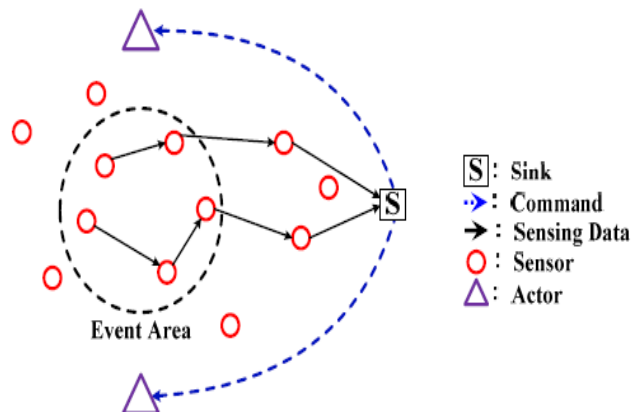 S
Event Area
S : Sink
: Command
: Sensing Data
: Sensor
: Actor